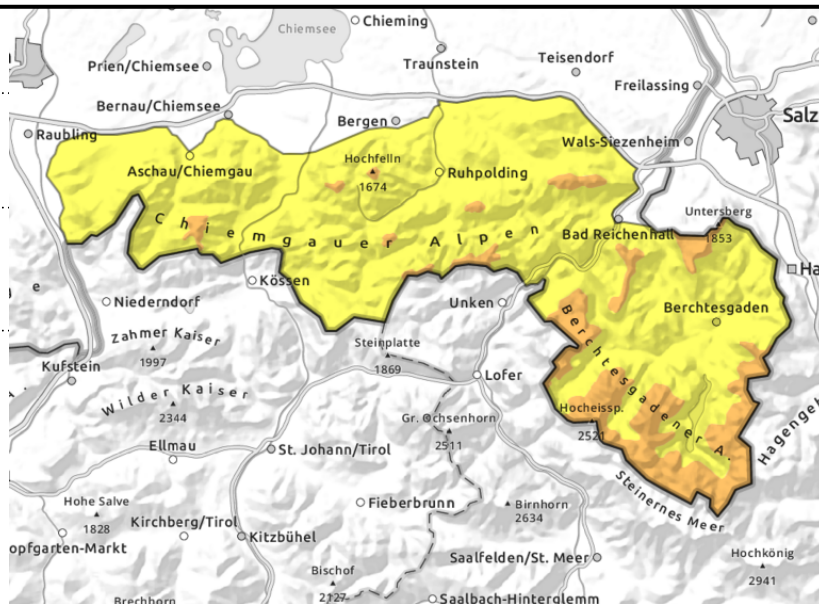 Chiemsee
Chieming
Prien/Chiemsee
Traunstein
Teisendorf
Freilassing
Bernau/Chiemsee
Bergen
Raubling
Salz
Wals-Siezenheim
Hochfelln
1674
Aschau/Chiemgau
Ruhpolding
Untersberg
1853
Chiemgauer Alpen
Bad Reichenhall
Ha
Kössen
Niederndorf
Unken
Berchtesgaden
Zahmer Kaiser
1997
Steinplatte
1869
Berchtesgadener A.
Kufstein
Lofer
Wilder Kaiser
2344
Hocheissp.
2521
Gr. Ochsenhorn
2511
Hagengeb
Ellmau
St. Johann/Tirol
Steinernes Meer
Hohe Salve
1828
Fieberbrunn
Birnhorn
2634
Kirchberg/Tirol
Kitzbühel
opfgarten-Markt
Saalfelden/St. Meer
Hochkönig
2941
Bischof
2127
Brechhorn
Saalbach-Hinterglemm